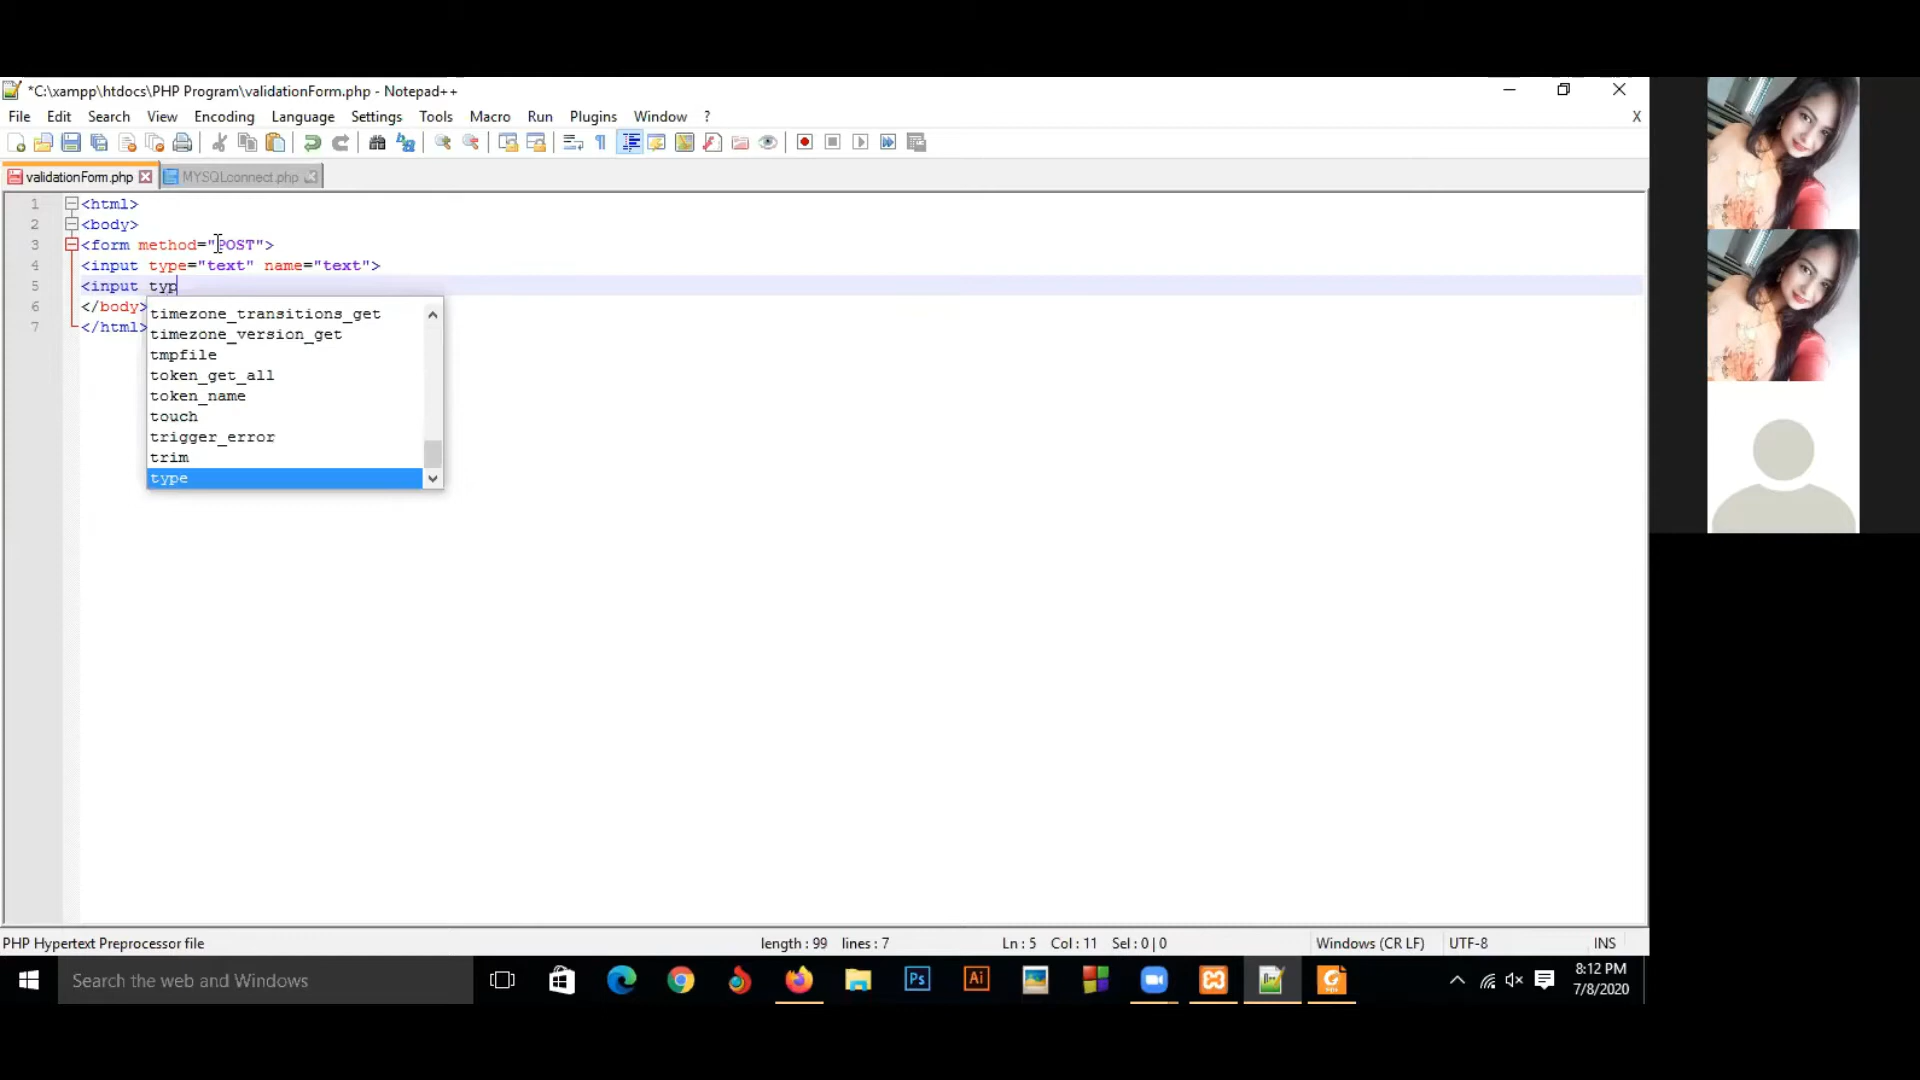 *C:\xampp\htdocs\PHP Program\validationForm.php - Notepad++
File Edit Search View Encoding Language Settings Tools Macro Run Plugins Window ? X
validationForm.php MYSQLconnect.php
1 <html>
2 <body>
3 <form method="POST">
4 <input type="text" name="text">
5 <input typ
6 </body>
7 </html>
timezone_transitions_get
timezone_version_get
tmpfile
token_get_all
token_name
touch
trigger_error
trim
type
PHP Hypertext Preprocessor file length : 99 lines : 7 Ln : 5 Col : 11 Sel : 0 | 0 Windows (CR LF) UTF-8 INS
Search the web and Windows Ps Ai 8:12 PM
7/8/2020